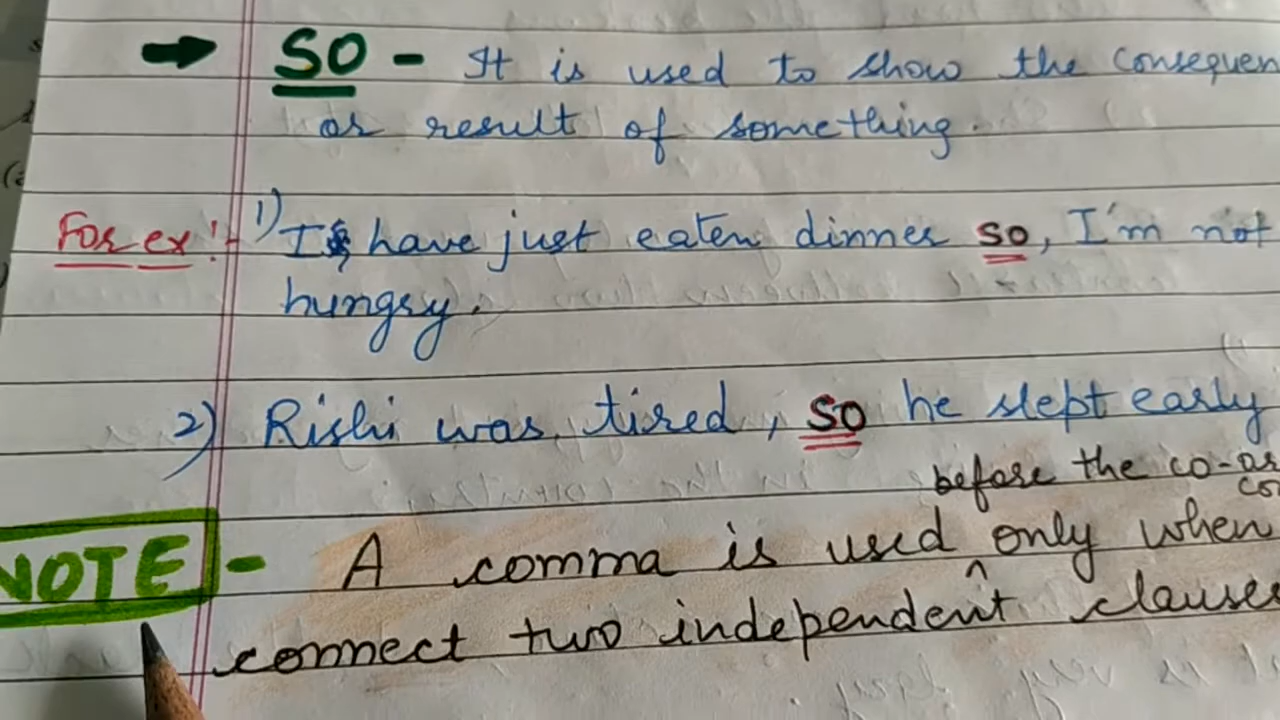 → SO - It is used to show the consequen
or result of something.
For ex:- 1) I have just eaten dinner so, I'm not
hungry.
2) Rishi was tired, so he slept early
before the co-or
NOTE - A comma is used ^ only when
connect two independent clauses